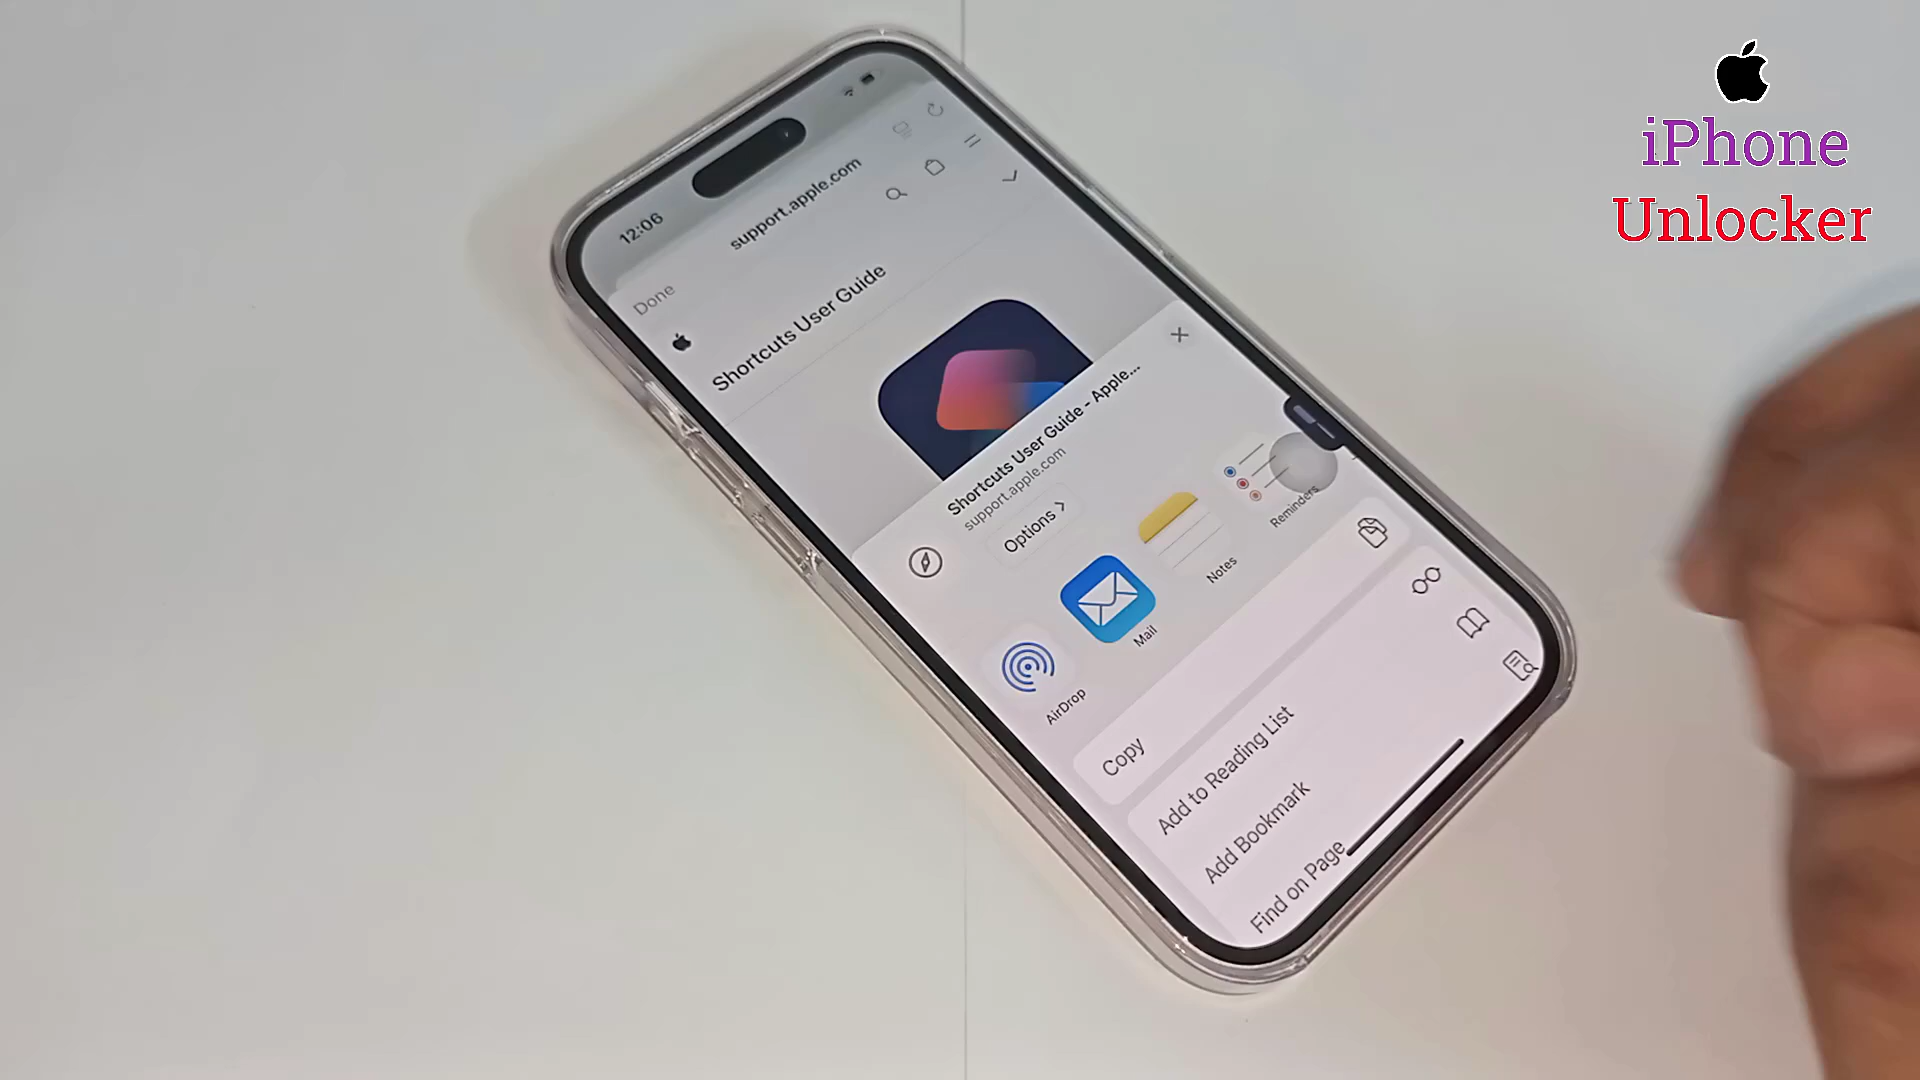 iPhone
Unlocker
12:06
support.apple.com
Done
Shortcuts User Guide
Shortcuts User Guide - Apple...
support.apple.com
Options >
AirDrop
Mail
Notes
Reminders
Copy
Add to Reading List
Add Bookmark
Find on Page